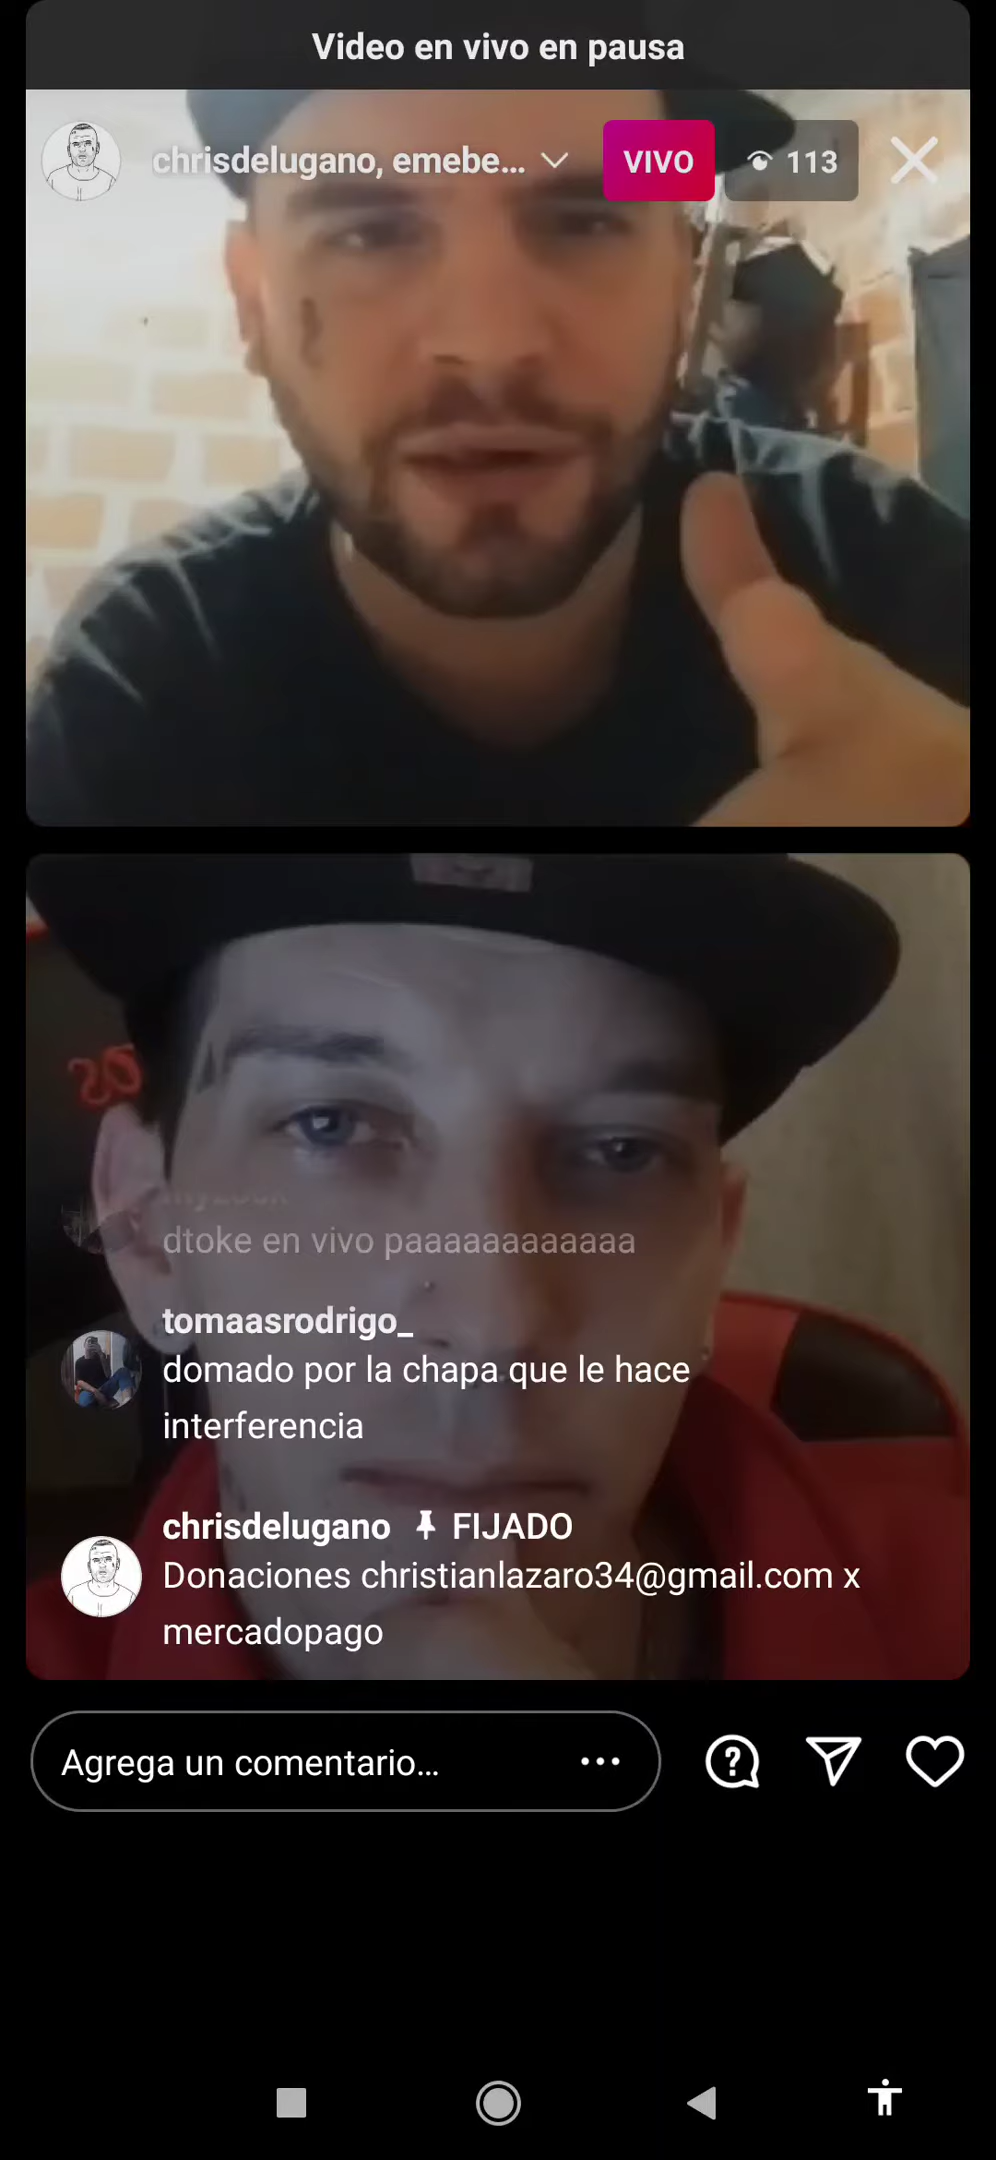 Video en vivo en pausa
chrisdelugano, emebe...
VIVO
113
dtoke en vivo paaaaaaaaaaaa
tomaasrodrigo_
domado por la chapa que le hace
interferencia
chrisdelugano FIJADO
Donaciones christianlazaro34@gmail.com x
mercadopago
Agrega un comentario...